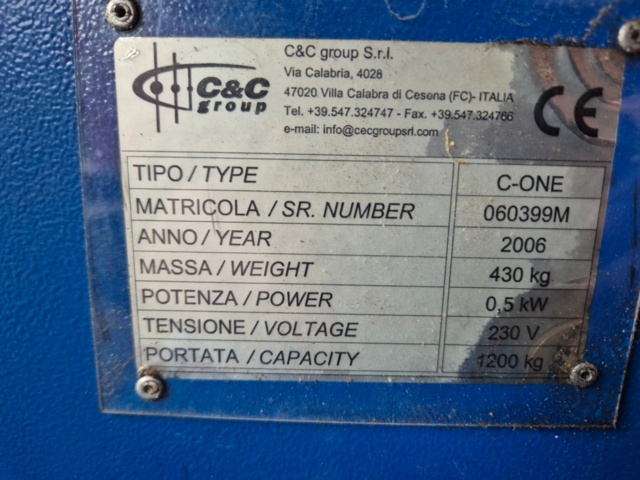 C&C group S.r.l.
Via Calabria, 4028
47020 Villa Calabra di Cesena (FC)- ITALIA
Tel. +39.547.324747 - Fax. +39.547.324766
e-mail: info@cecgroupsrl.com
C&C
group
CE
TIPO / TYPE C-ONE
MATRICOLA / SR. NUMBER 060399M
ANNO / YEAR 2006
MASSA / WEIGHT 430 kg
POTENZA / POWER 0,5 kW
TENSIONE / VOLTAGE 230 V
PORTATA / CAPACITY 1200 kg